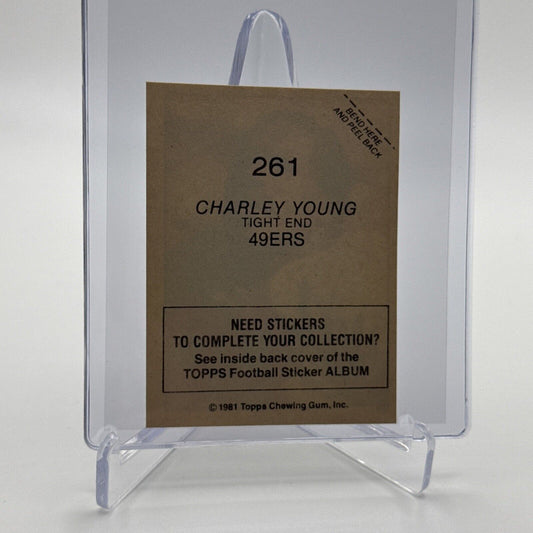 BEND HERE
AND PEEL BACK
261
CHARLEY YOUNG
TIGHT END
49ERS
NEED STICKERS
TO COMPLETE YOUR COLLECTION?
See inside back cover of the
TOPPS Football Sticker ALBUM
© 1981 Topps Chewing Gum, Inc.